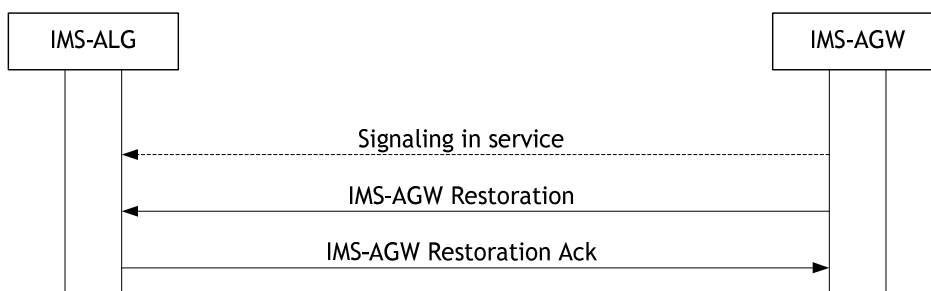 IMS-ALG
IMS-AGW
Signaling in service
IMS-AGW Restoration
IMS-AGW Restoration Ack